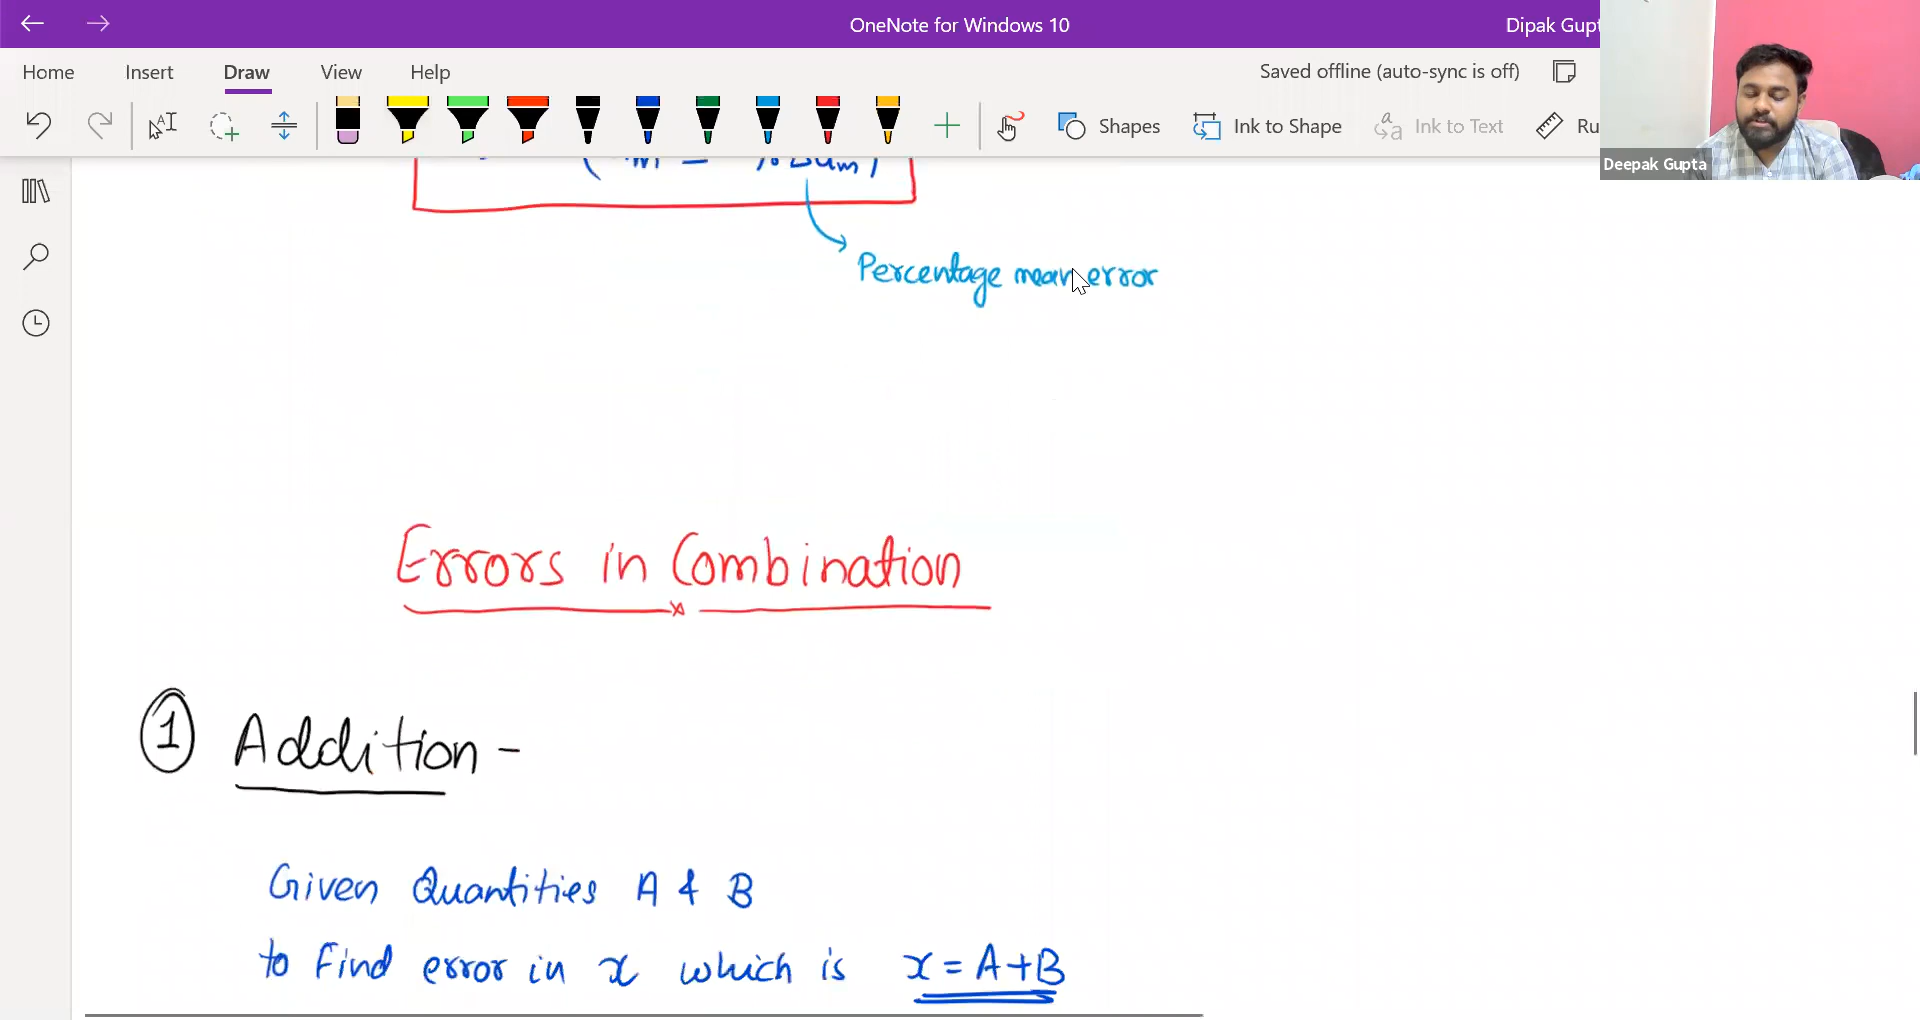 OneNote for Windows 10
Dipak Gupt
Home Insert Draw View Help
Saved offline (auto-sync is off)
Shapes Ink to Shape Ink to Text Ru
Deepak Gupta
Percentage mean error
Errors in Combination
1 Addition -
Given Quantities A & B
to find error in x which is x = A + B